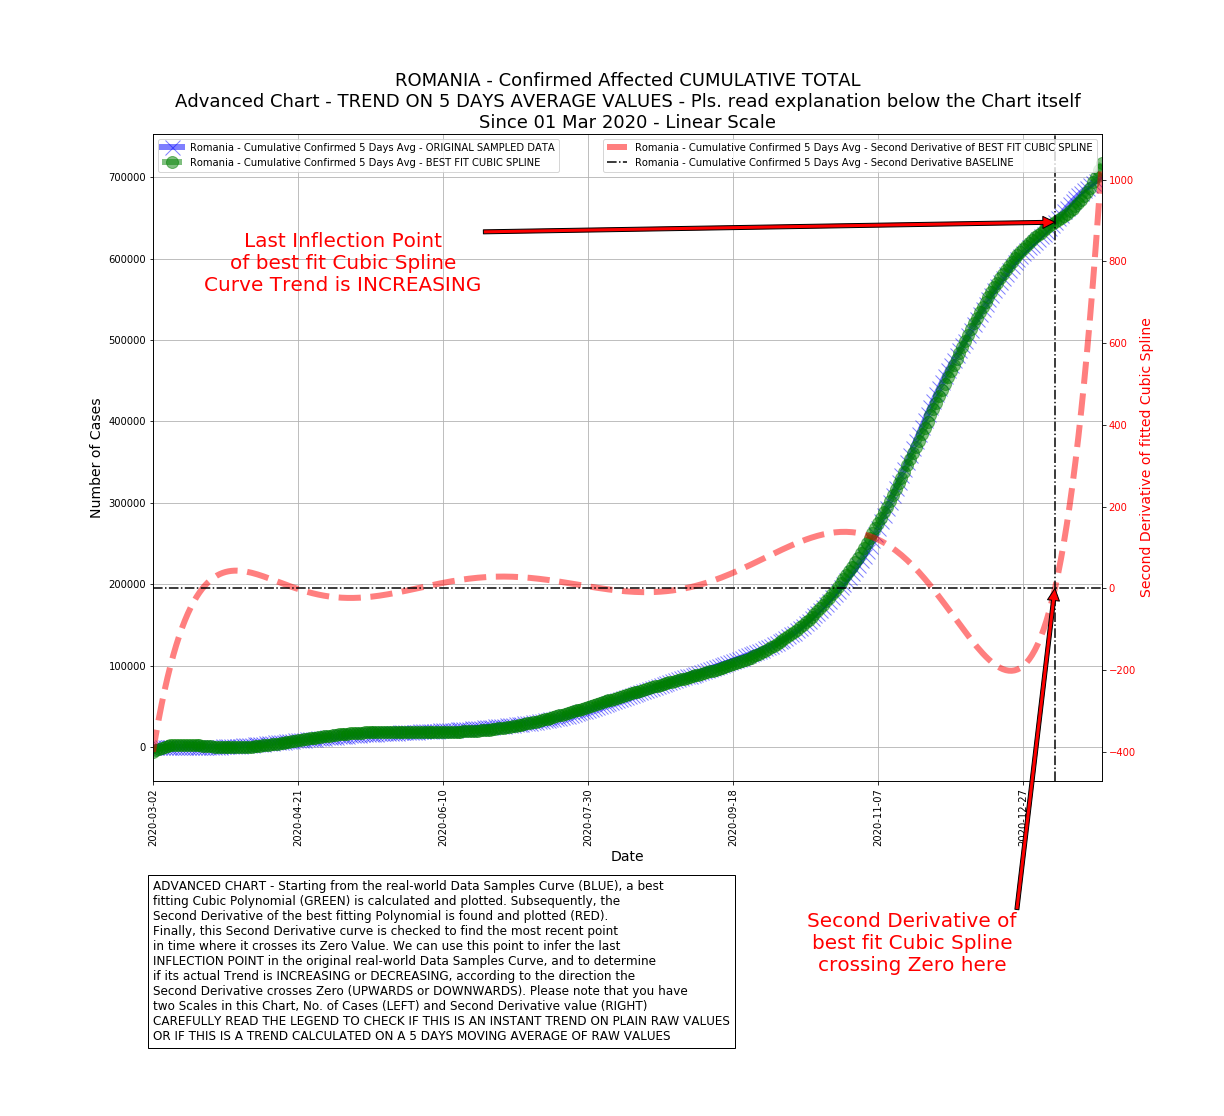 ROMANIA - Confirmed Affected CUMULATIVE TOTAL
Advanced Chart - TREND ON 5 DAYS AVERAGE VALUES - Pls. read explanation below the Chart itself
Since 01 Mar 2020 - Linear Scale
Romania - Cumulative Confirmed 5 Days Avg - ORIGINAL SAMPLED DATA
Romania - Cumulative Confirmed 5 Days Avg - BEST FIT CUBIC SPLINE
Romania - Cumulative Confirmed 5 Days Avg - Second Derivative of BEST FIT CUBIC SPLINE
Romania - Cumulative Confirmed 5 Days Avg - Second Derivative BASELINE
Last Inflection Point
of best fit Cubic Spline
Curve Trend is INCREASING
Number of Cases
700000
600000
500000
400000
300000
200000
100000
0
1000
800
600
400
200
0
−200
−400
Second Derivative of fitted Cubic Spline
2020-03-02
2020-04-21
2020-06-10
2020-07-30
2020-09-18
2020-11-07
2020-12-27
Date
ADVANCED CHART - Starting from the real-world Data Samples Curve (BLUE), a best
fitting Cubic Polynomial (GREEN) is calculated and plotted. Subsequently, the
Second Derivative of the best fitting Polynomial is found and plotted (RED).
Finally, this Second Derivative curve is checked to find the most recent point
in time where it crosses its Zero Value. We can use this point to infer the last
INFLECTION POINT in the original real-world Data Samples Curve, and to determine
if its actual Trend is INCREASING or DECREASING, according to the direction the
Second Derivative crosses Zero (UPWARDS or DOWNWARDS). Please note that you have
two Scales in this Chart, No. of Cases (LEFT) and Second Derivative value (RIGHT)
CAREFULLY READ THE LEGEND TO CHECK IF THIS IS AN INSTANT TREND ON PLAIN RAW VALUES
OR IF THIS IS A TREND CALCULATED ON A 5 DAYS MOVING AVERAGE OF RAW VALUES
Second Derivative of
best fit Cubic Spline
crossing Zero here